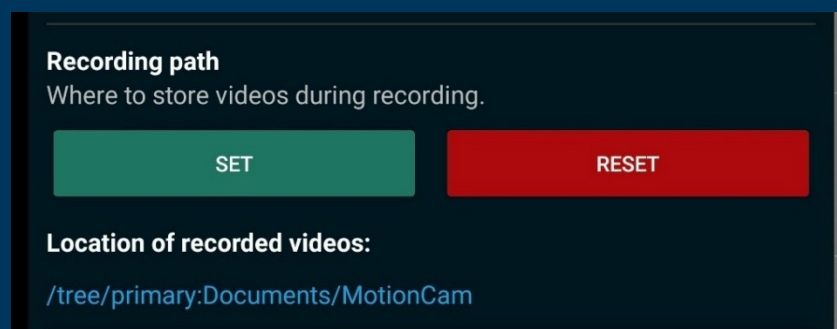 Recording path
Where to store videos during recording.
SET
RESET
Location of recorded videos:
/tree/primary:Documents/MotionCam